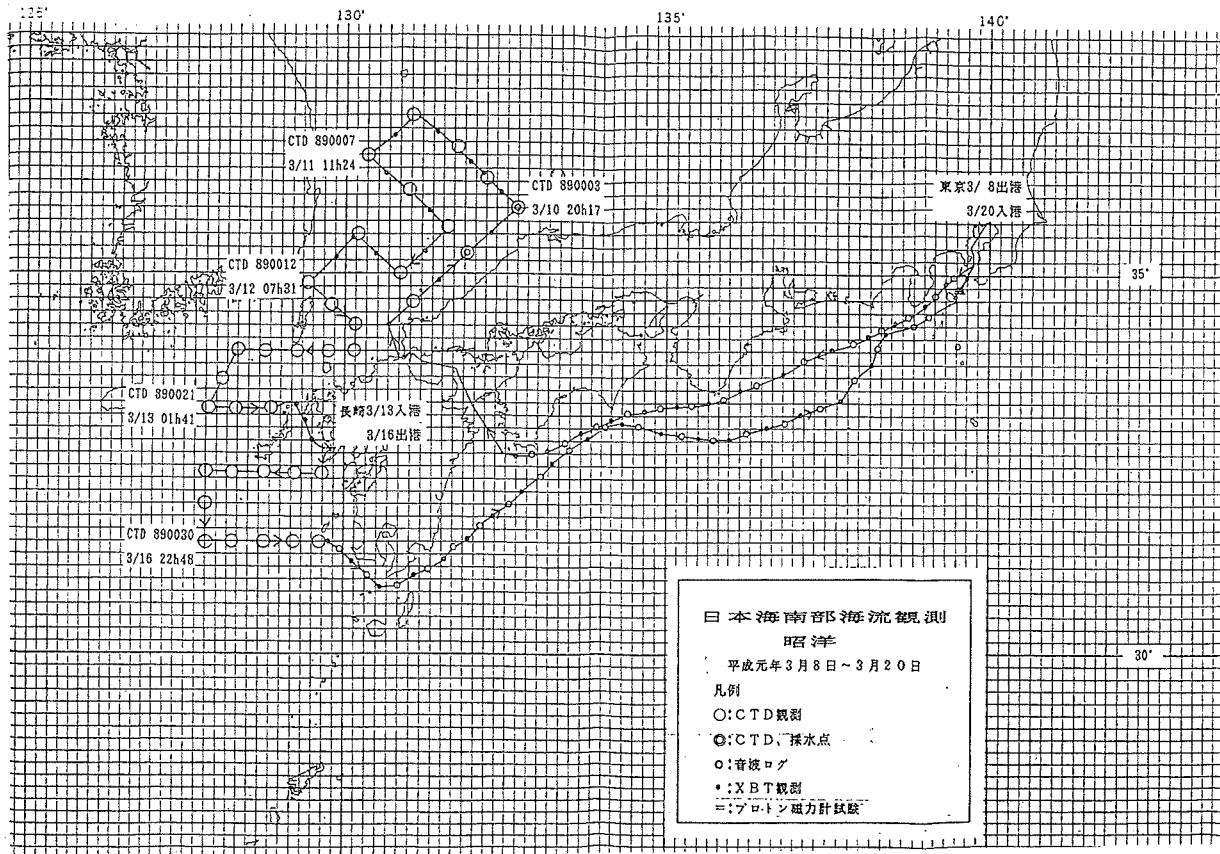 125°
130°
135°
140°
CTD 890007
3/11 11h24
CTD 890003
3/10 20h17
東京3/ 8出港
3/20入港
CTD 890012
3/12 07h31
35°
CTD 890021
3/13 01h41
長崎3/13入港
3/16出港
CTD 890030
3/16 22h48
日本海南部海流観測
昭洋
平成元年3月8日~3月20日
30°
凡例
○:CTD観測
◎:CTD、採水点
o:音波ログ
•:XBT観測
=:プロトン磁力計試験